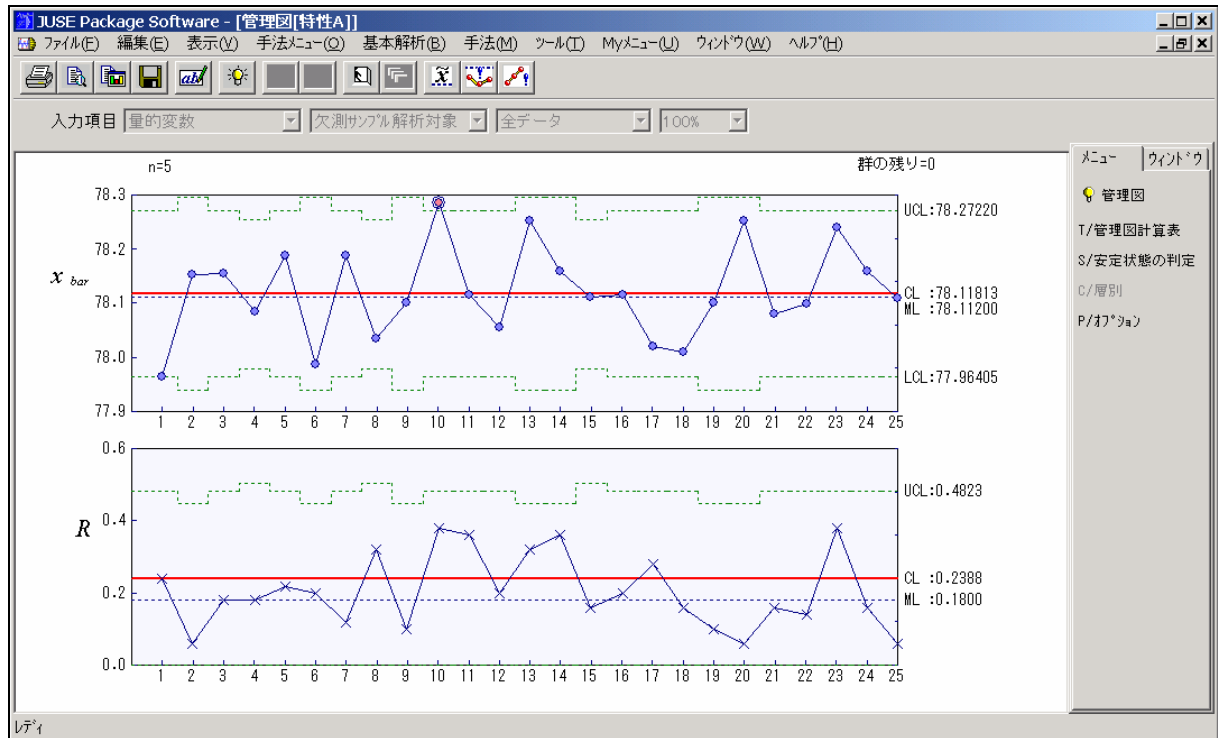 JUSE Package Software - [管理図[特性A]]
ファイル(F) 編集(E) 表示(V) 手法メニュー(O) 基本解析(B) 手法(M) ツール(T) Myメニュー(U) ウィンドウ(W) ヘルプ(H)
入力項目 量的変数 欠測サンプル解析対象 全データ 100%
メニュー ウィンドウ
管理図
T/管理図計算表
S/安定状態の判定
C/層別
P/オプション
n=5 群の残り=0
78.3
78.2
78.1
78.0
77.9
x bar
UCL:78.27220
CL :78.11813
ML :78.11200
LCL:77.96405
1 2 3 4 5 6 7 8 9 10 11 12 13 14 15 16 17 18 19 20 21 22 23 24 25
0.6
0.4
0.2
0.0
R
UCL:0.4823
CL :0.2388
ML :0.1800
1 2 3 4 5 6 7 8 9 10 11 12 13 14 15 16 17 18 19 20 21 22 23 24 25
レディ